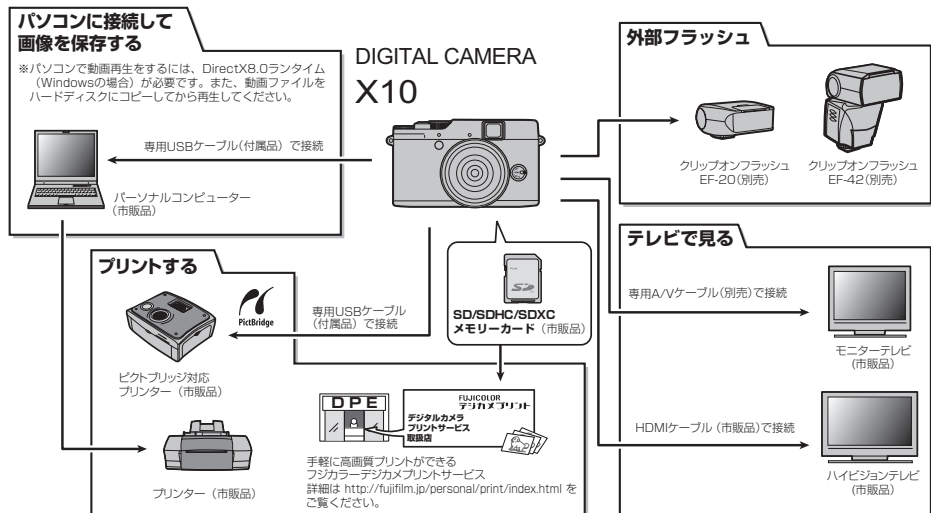 パソコンに接続して
画像を保存する
※パソコンで動画再生をするには、DirectX8.0ランタイム
（Windowsの場合）が必要です。また、動画ファイルを
ハードディスクにコピーしてから再生してください。
専用USBケーブル（付属品）で接続
パーソナルコンピューター
（市販品）
DIGITAL CAMERA
X10
外部フラッシュ
クリップオンフラッシュ
EF-20（別売）
クリップオンフラッシュ
EF-42（別売）
プリントする
PictBridge
専用USBケーブル
（付属品）で接続
ピクトブリッジ対応
プリンター（市販品）
プリンター（市販品）
SD
SD/SDHC/SDXC
メモリーカード（市販品）
DPE
FUJICOLOR
デジカメプリント
デジタルカメラ
プリントサービス
取扱店
手軽に高画質プリントができる
フジカラーデジカメプリントサービス
詳細は http://fujifilm.jp/personal/print/index.html を
ご覧ください。
テレビで見る
専用A/Vケーブル（別売）で接続
モニターテレビ
（市販品）
HDMIケーブル（市販品）で接続
ハイビジョンテレビ
（市販品）